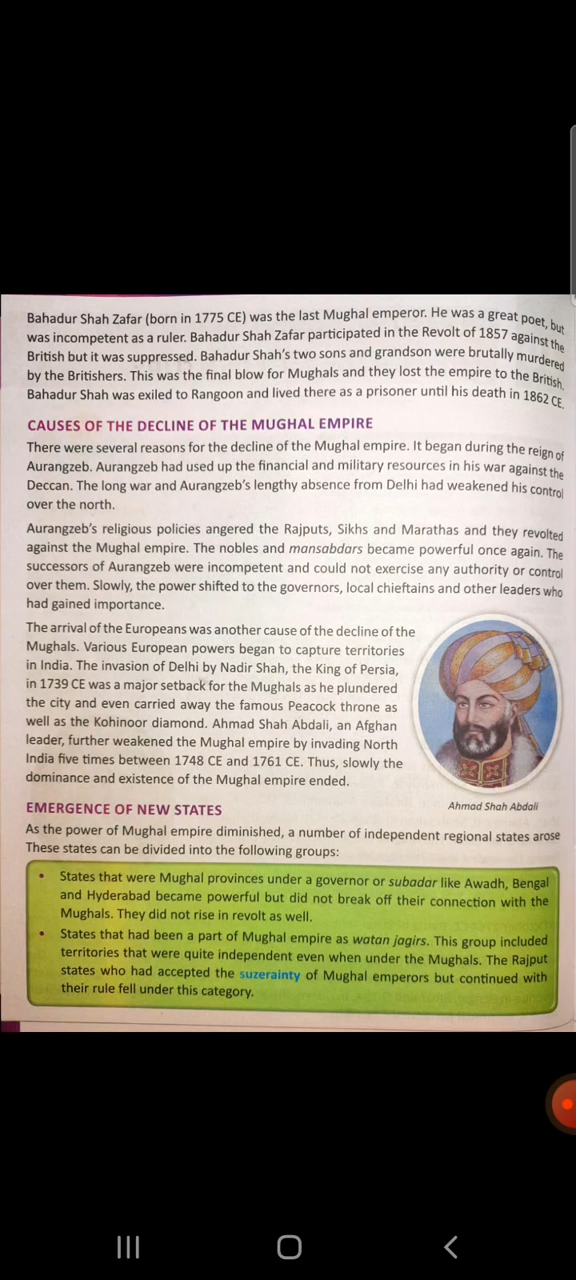 Bahadur Shah Zafar (born in 1775 CE) was the last Mughal emperor. He was a great poet, but
was incompetent as a ruler. Bahadur Shah Zafar participated in the Revolt of 1857 against the
British but it was suppressed. Bahadur Shah's two sons and grandson were brutally murdered
by the Britishers. This was the final blow for Mughals and they lost the empire to the British.
Bahadur Shah was exiled to Rangoon and lived there as a prisoner until his death in 1862 CE.
CAUSES OF THE DECLINE OF THE MUGHAL EMPIRE
There were several reasons for the decline of the Mughal empire. It began during the reign of
Aurangzeb. Aurangzeb had used up the financial and military resources in his war against the
Deccan. The long war and Aurangzeb's lengthy absence from Delhi had weakened his control
over the north.
Aurangzeb's religious policies angered the Rajputs, Sikhs and Marathas and they revolted
against the Mughal empire. The nobles and mansabdars became powerful once again. The
successors of Aurangzeb were incompetent and could not exercise any authority or control
over them. Slowly, the power shifted to the governors, local chieftains and other leaders who
had gained importance.
The arrival of the Europeans was another cause of the decline of the
Mughals. Various European powers began to capture territories
in India. The invasion of Delhi by Nadir Shah, the King of Persia,
in 1739 CE was a major setback for the Mughals as he plundered
the city and even carried away the famous Peacock throne as
well as the Kohinoor diamond. Ahmad Shah Abdali, an Afghan
leader, further weakened the Mughal empire by invading North
India five times between 1748 CE and 1761 CE. Thus, slowly the
dominance and existence of the Mughal empire ended.
Ahmad Shah Abdali
EMERGENCE OF NEW STATES
As the power of Mughal empire diminished, a number of independent regional states arose
These states can be divided into the following groups:
• States that were Mughal provinces under a governor or subadar like Awadh, Bengal
and Hyderabad became powerful but did not break off their connection with the
Mughals. They did not rise in revolt as well.
• States that had been a part of Mughal empire as watan jagirs. This group included
territories that were quite independent even when under the Mughals. The Rajput
states who had accepted the suzerainty of Mughal emperors but continued with
their rule fell under this category.